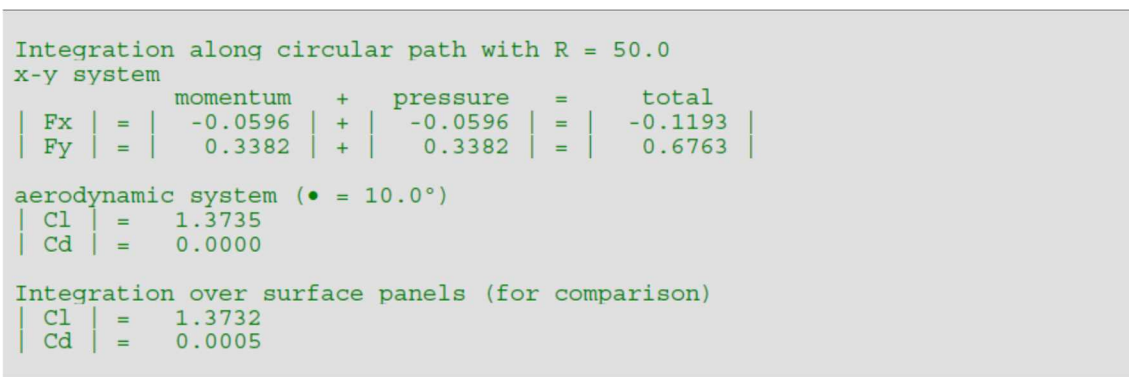 Integration along circular path with R = 50.0
x-y system
momentum + pressure = total
| Fx | = | -0.0596 | + | -0.0596 | = | -0.1193 |
| Fy | = | 0.3382 | + | 0.3382 | = | 0.6763 |
aerodynamic system (• = 10.0°)
| Cl | = 1.3735
| Cd | = 0.0000
Integration over surface panels (for comparison)
| Cl | = 1.3732
| Cd | = 0.0005